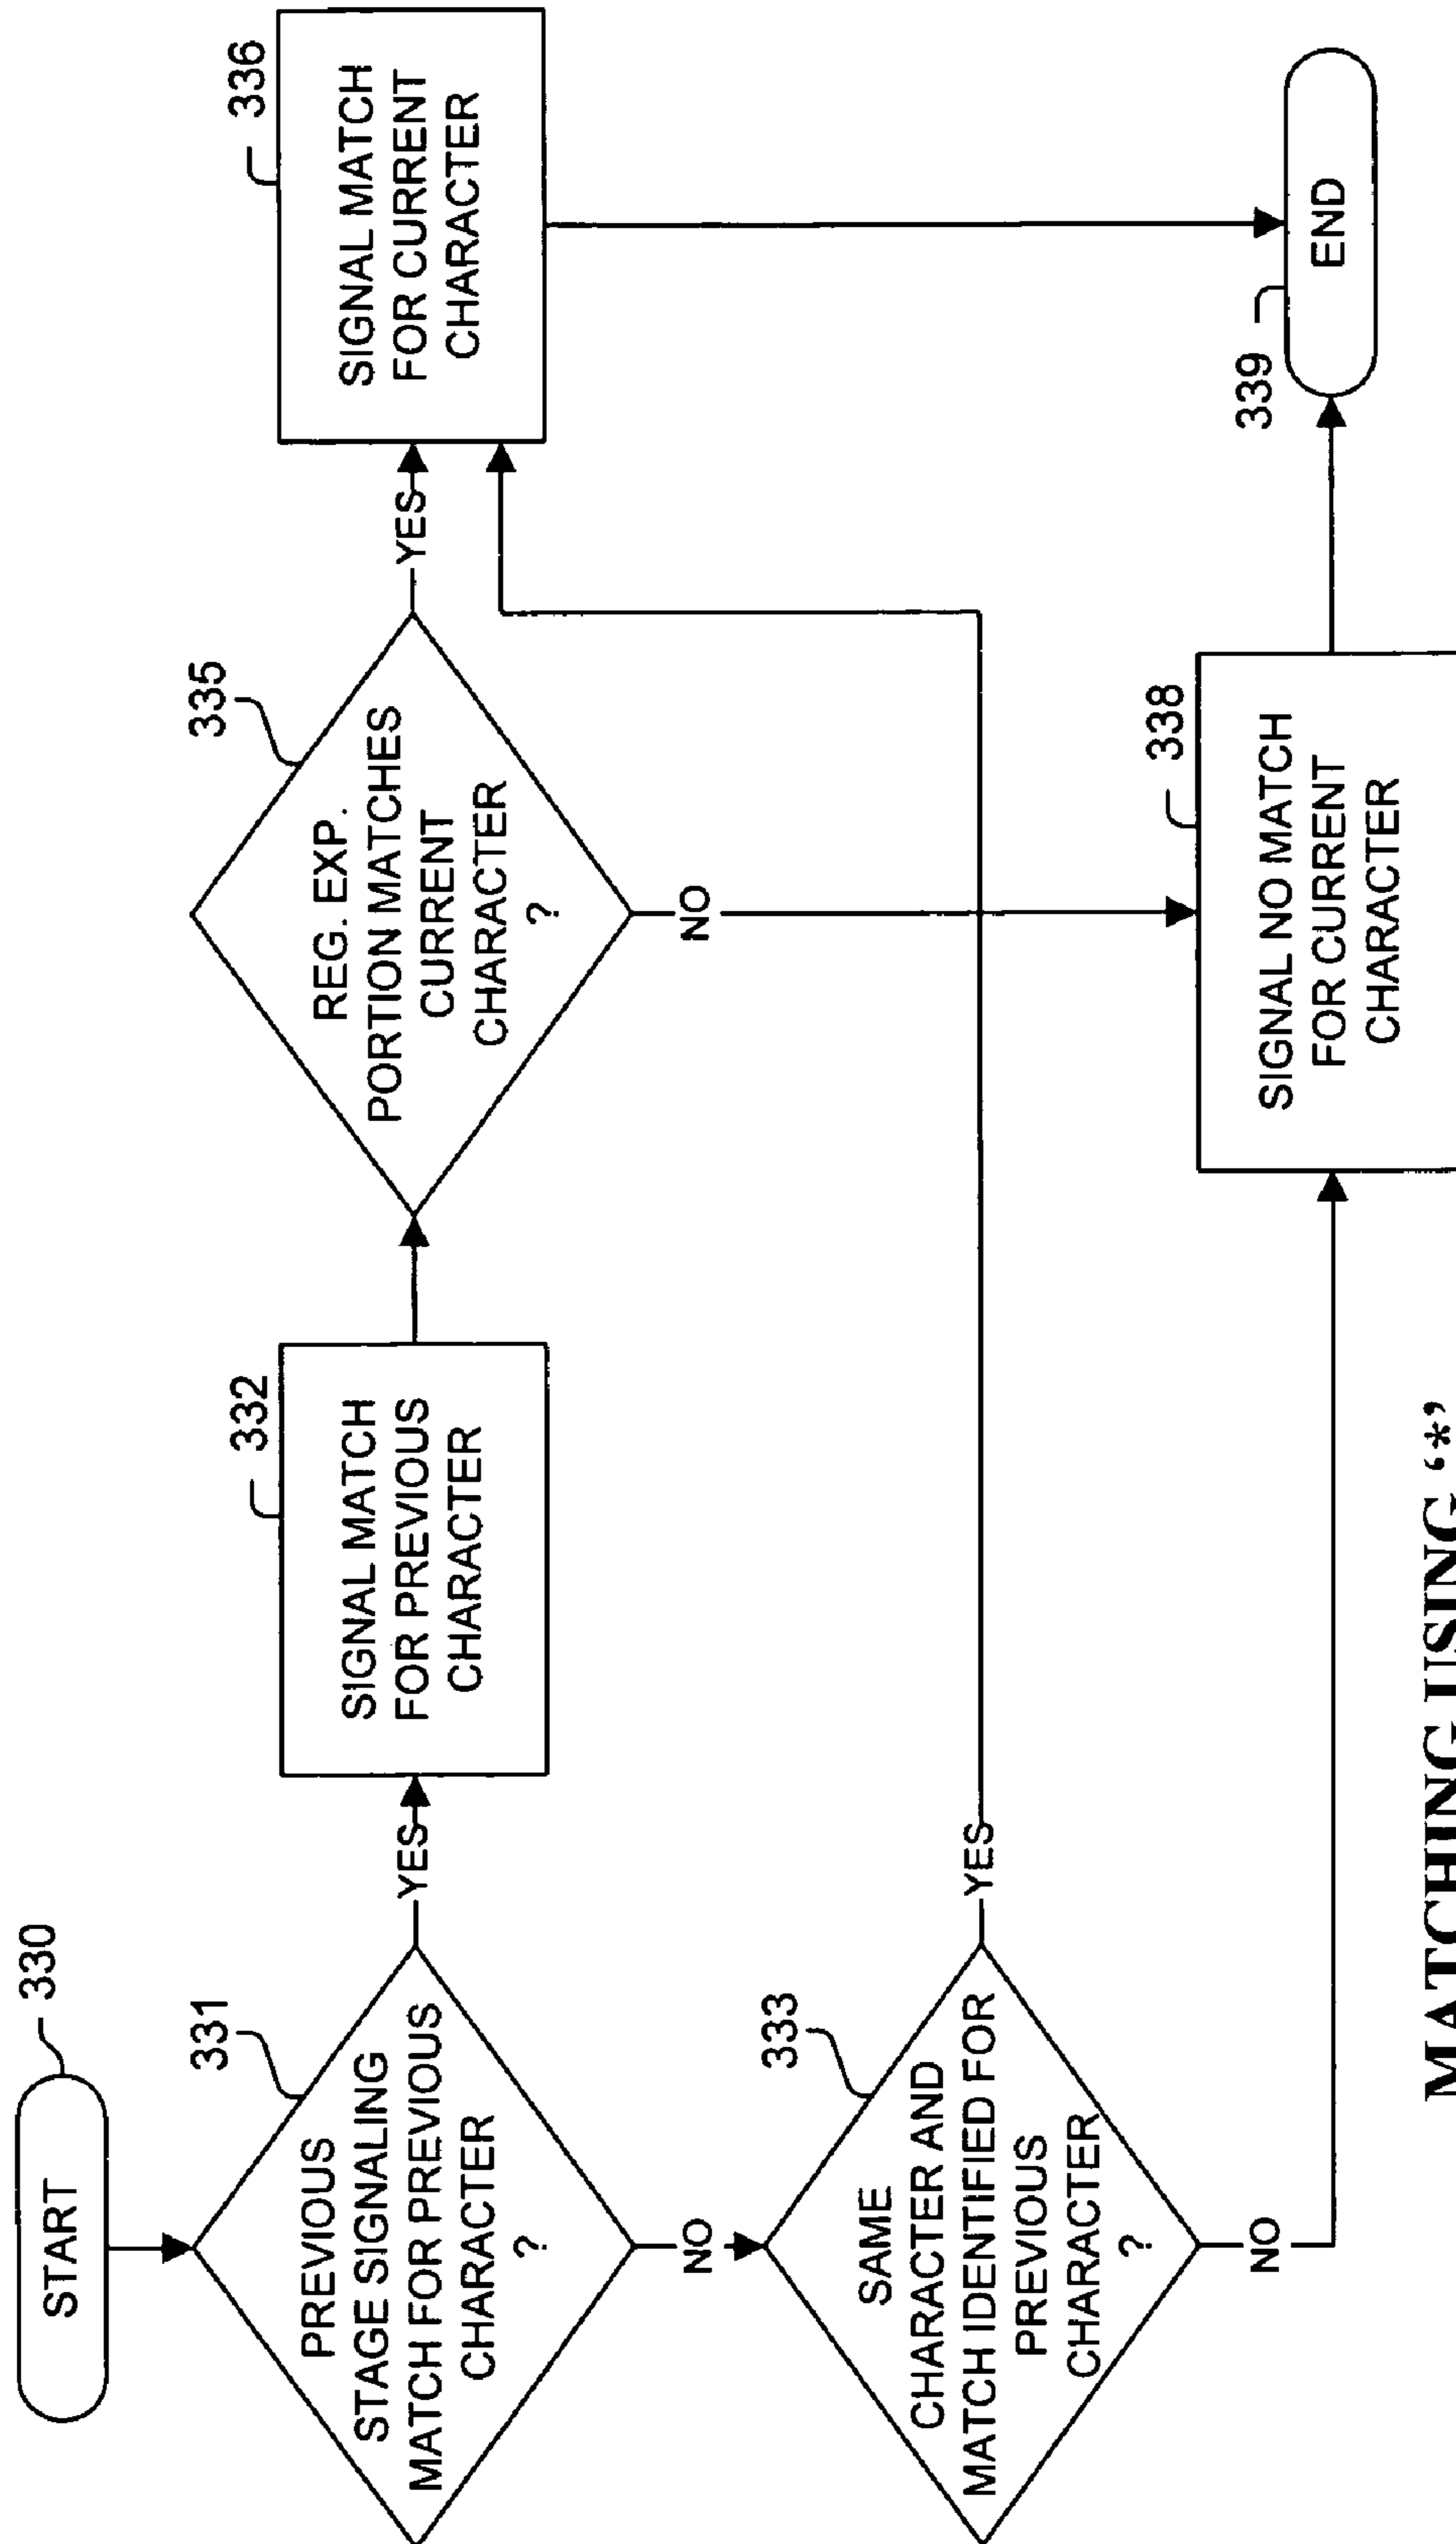 START
330
PREVIOUS
STAGE SIGNALING
MATCH FOR PREVIOUS
CHARACTER
?
331
YES
NO
SIGNAL MATCH
FOR PREVIOUS
CHARACTER
332
REG. EXP.
PORTION MATCHES
CURRENT
CHARACTER
?
335
YES
NO
SIGNAL MATCH
FOR CURRENT
CHARACTER
336
SAME
CHARACTER AND
MATCH IDENTIFIED FOR
PREVIOUS
CHARACTER
?
333
YES
NO
SIGNAL NO MATCH
FOR CURRENT
CHARACTER
338
END
339
MATCHING USING ‘*’